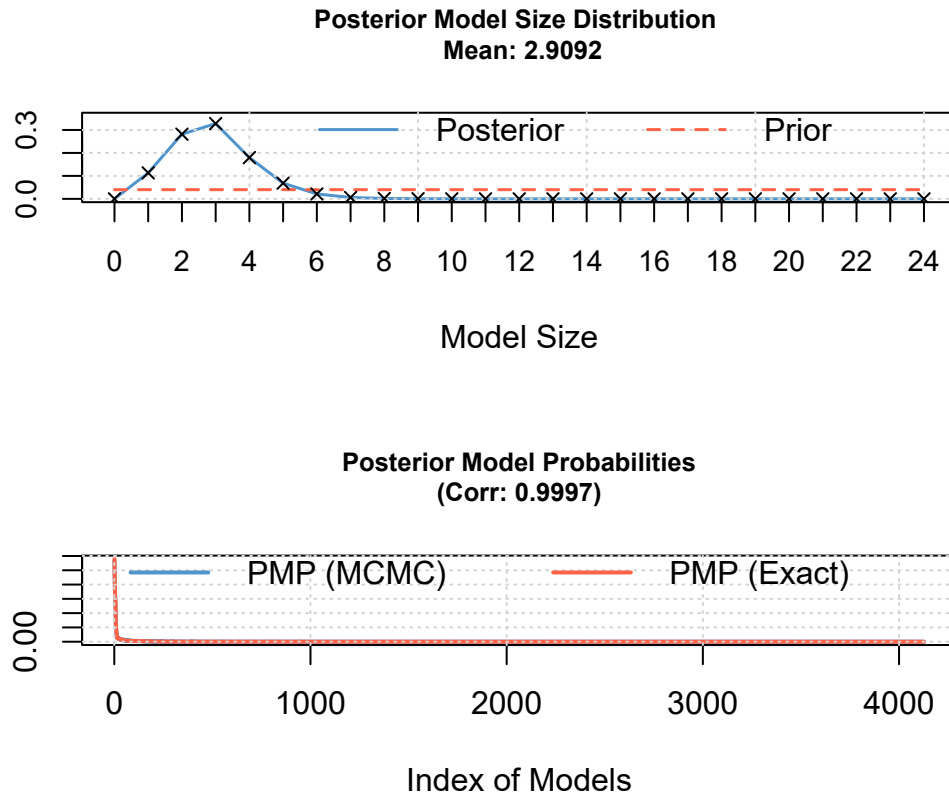 Posterior Model Size Distribution
Mean: 2.9092
0.3
0.0
Posterior
Prior
0 2 4 6 8 10 12 14 16 18 20 22 24
Model Size
Posterior Model Probabilities
(Corr: 0.9997)
0.00
PMP (MCMC)
PMP (Exact)
0 1000 2000 3000 4000
Index of Models